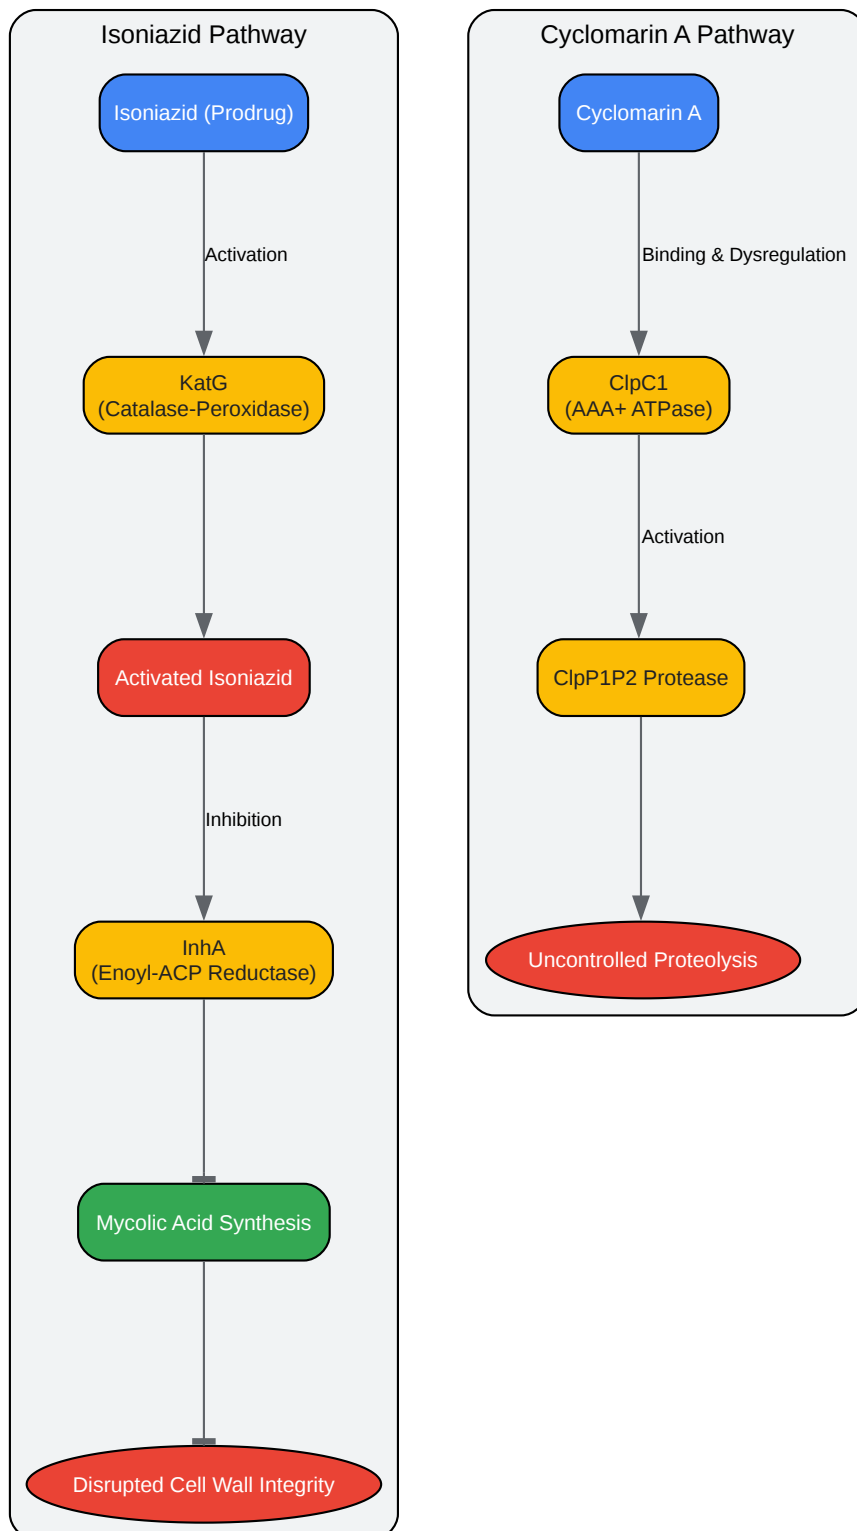 Isoniazid Pathway
Isoniazid (Prodrug)
Activation
KatG
(Catalase-Peroxidase)
Activated Isoniazid
Inhibition
InhA
(Enoyl-ACP Reductase)
Mycolic Acid Synthesis
Disrupted Cell Wall Integrity
Cyclomarin A Pathway
Cyclomarin A
Binding & Dysregulation
ClpC1
(AAA+ ATPase)
Activation
ClpP1P2 Protease
Uncontrolled Proteolysis